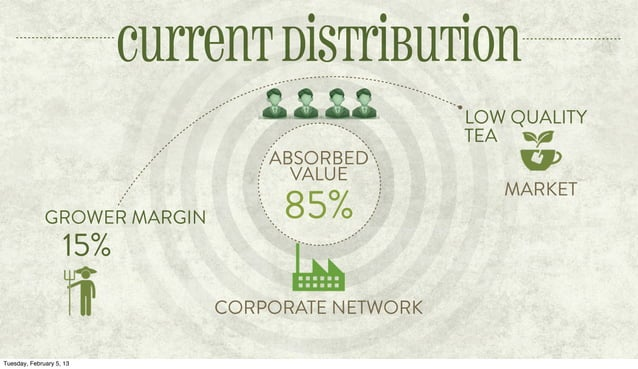 current DistriBution
LOW QUALITY
TEA
MARKET
ABSORBED
VALUE
85%
GROWER MARGIN
15%
CORPORATE NETWORK
Tuesday, February 5, 13